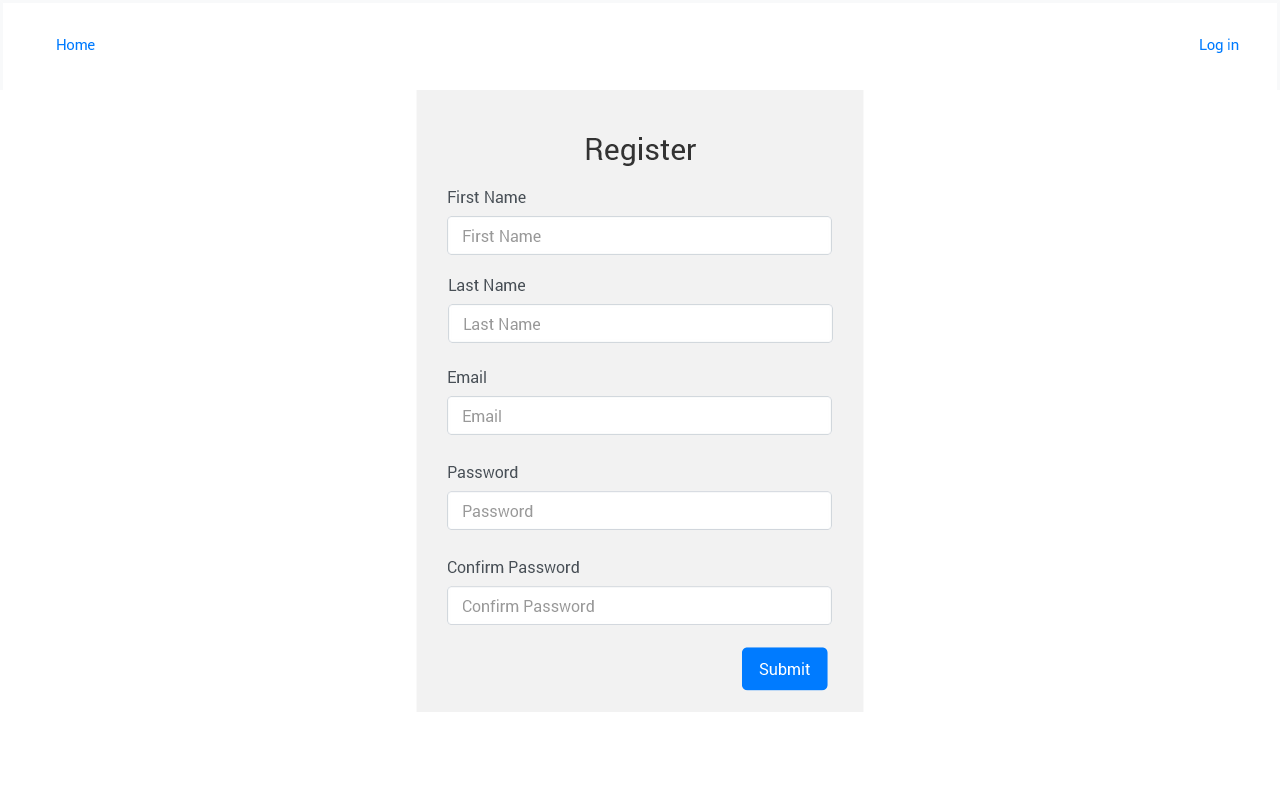 Home
Log in
Register
First Name
First Name
Last Name
Last Name
Email
Email
Password
Password
Confirm Password
Confirm Password
Submit